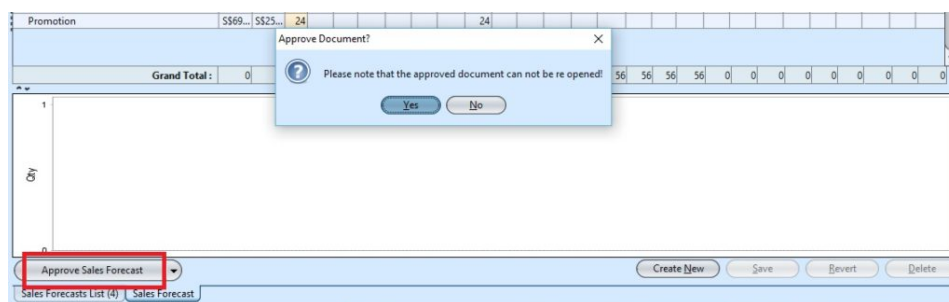 Promotion S$69... S$25... 24 24
Approve Document?
Please note that the approved document can not be re opened!
Yes No
Grand Total : 0 56 56 56 56 0 0 0 0 0 0 0 0
1
Qty
0
Approve Sales Forecast
Create New Save Revert Delete
Sales Forecasts List (4) Sales Forecast